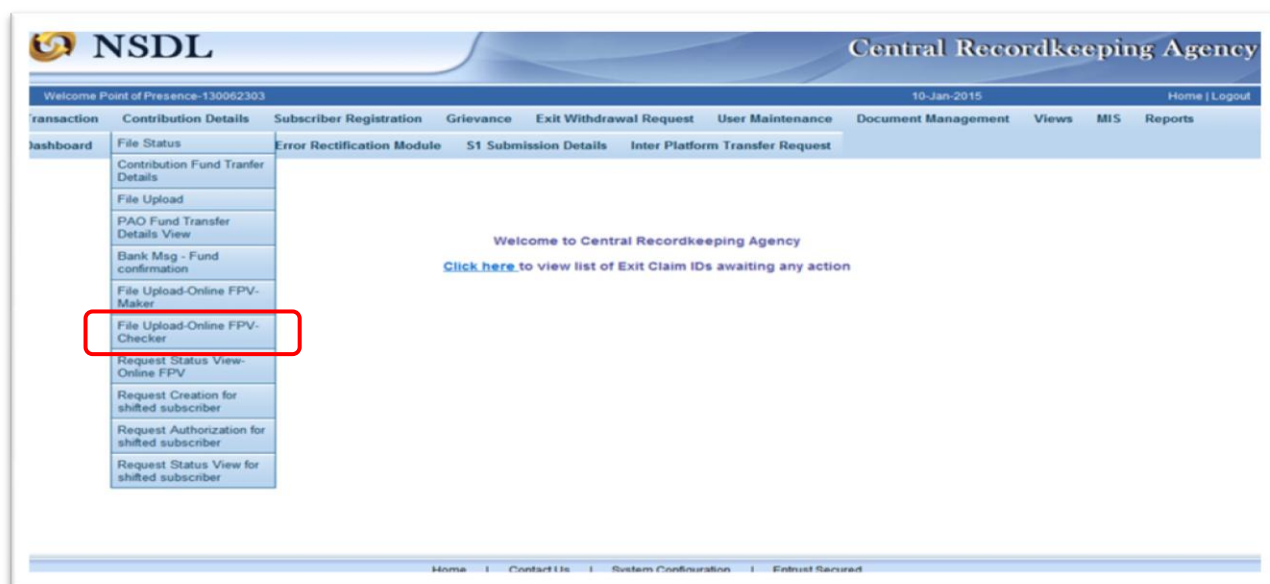 NSDL
Central Recordkeeping Agency
Welcome Point of Presence-130062303
10-Jan-2015
Home | Logout
ransaction Contribution Details Subscriber Registration Grievance Exit Withdrawal Request User Maintenance Document Management Views MIS Reports
Dashboard
Error Rectification Module S1 Submission Details Inter Platform Transfer Request
File Status
Contribution Fund Tranfer
Details
File Upload
PAO Fund Transfer
Details View
Bank Msg - Fund
confirmation
File Upload-Online FPV-
Maker
File Upload-Online FPV-
Checker
Request Status View-
Online FPV
Request Creation for
shifted subscriber
Request Authorization for
shifted subscriber
Request Status View for
shifted subscriber
Welcome to Central Recordkeeping Agency
Click here to view list of Exit Claim IDs awaiting any action
Home | Contact Us | System Configuration | Entrust Secured